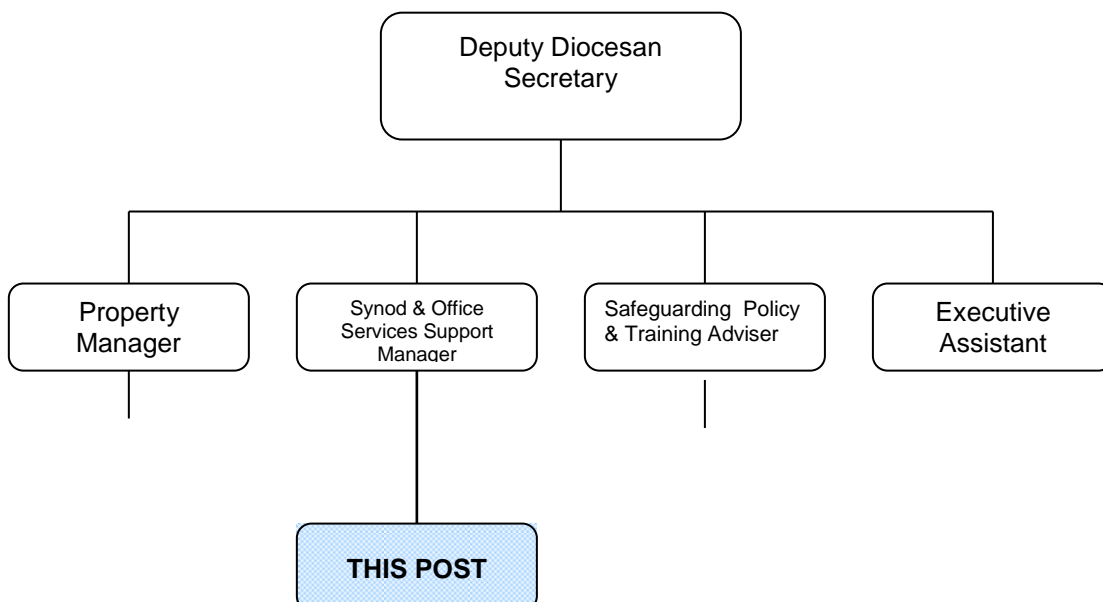 Deputy Diocesan
Secretary
Property
Manager
Synod & Office
Services Support
Manager
Safeguarding Policy
& Training Adviser
Executive
Assistant
THIS POST